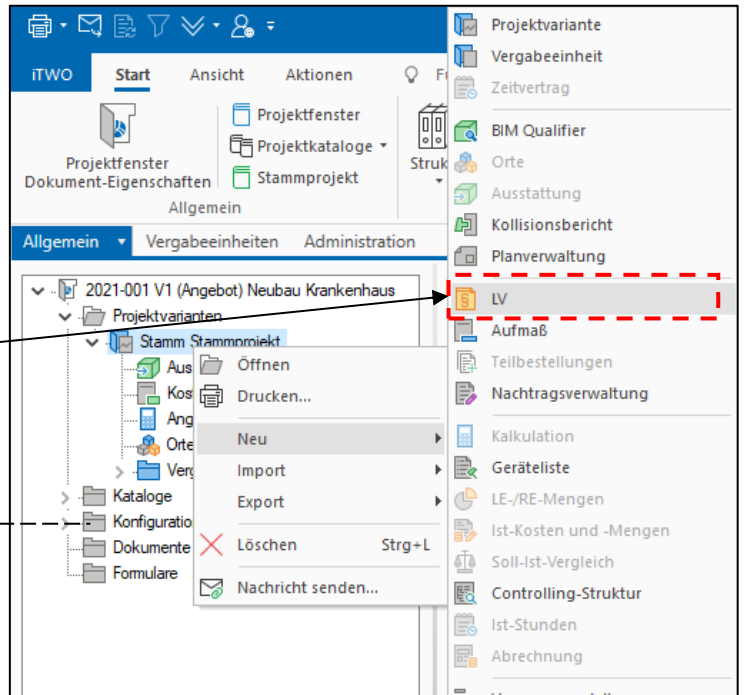 iTWO
Start
Ansicht
Aktionen
Projektfenster
Dokument-Eigenschaften
Projektfenster
Projektkataloge
Stammprojekt
Allgemein
Allgemein
Vergabeeinheiten
Administration
2021-001 V1 (Angebot) Neubau Krankenhaus
Projektvarianten
Stamm Stammprojekt
Aus
Kos
Ang
Orte
Verg
Kataloge
Konfiguratio
Dokumente
Formulare
Öffnen
Drucken...
Neu
Import
Export
Löschen Strg+L
Nachricht senden...
Projektvariante
Vergabeeinheit
Zeitvertrag
BIM Qualifier
Orte
Ausstattung
Kollisionsbericht
Planverwaltung
LV
Aufmaß
Teilbestellungen
Nachtragsverwaltung
Kalkulation
Geräteliste
LE-/RE-Mengen
Ist-Kosten und -Mengen
Soll-Ist-Vergleich
Controlling-Struktur
Ist-Stunden
Abrechnung